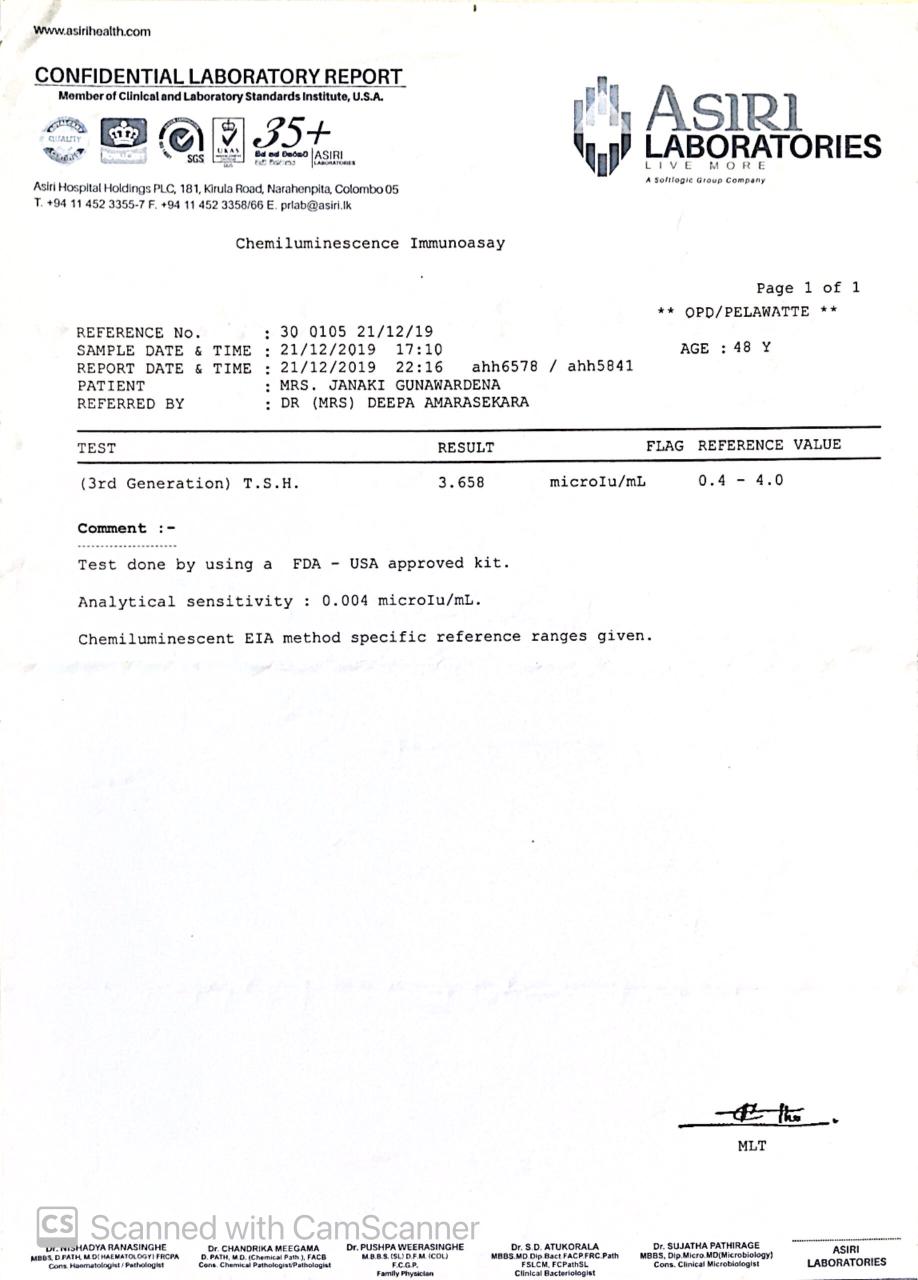 www.asirihealth.com
CONFIDENTIAL LABORATORY REPORT
Member of Clinical and Laboratory Standards Institute, U.S.A.
QUALITY
SGS
UKAS
35+
ASIRI
LABORATORIES
ASIRI
LABORATORIES
LIVE MORE
A Softlogic Group Company
Asiri Hospital Holdings PLC, 181, Kirula Road, Narahenpita, Colombo 05
T. +94 11 452 3355-7 F. +94 11 452 3358/66 E. prlab@asiri.lk
Chemiluminescence Immunoasay
Page 1 of 1
** OPD/PELAWATTE **
REFERENCE No. : 30 0105 21/12/19
SAMPLE DATE & TIME : 21/12/2019 17:10 AGE : 48 Y
REPORT DATE & TIME : 21/12/2019 22:16 ahh6578 / ahh5841
PATIENT : MRS. JANAKI GUNAWARDENA
REFERRED BY : DR (MRS) DEEPA AMARASEKARA
TEST RESULT FLAG REFERENCE VALUE
(3rd Generation) T.S.H. 3.658 microIu/mL 0.4 - 4.0
Comment :-
Test done by using a FDA - USA approved kit.
Analytical sensitivity : 0.004 microIu/mL.
Chemiluminescent EIA method specific reference ranges given.
MLT
CS Scanned with CamScanner
Dr. NISHADYA RANASINGHE
MBBS, D.PATH, M.D(HAEMATOLOGY) FRCPA
Cons. Haematologist / Pathologist
Dr. CHANDRIKA MEEGAMA
D. PATH, M.D. (Chemical Path.), FACB
Cons. Chemical Pathologist/Pathologist
Dr. PUSHPA WEERASINGHE
M.B.B.S. (SL) D.F.M. (COL)
F.C.G.P.
Family Physician
Dr. S.D. ATUKORALA
MBBS.MD Dip.Bact FACP FRC.Path
FSLCM, FCPathSL
Clinical Bacteriologist
Dr. SUJATHA PATHIRAGE
MBBS, Dip.Micro.MD(Microbiology)
Cons. Clinical Microbiologist
ASIRI
LABORATORIES